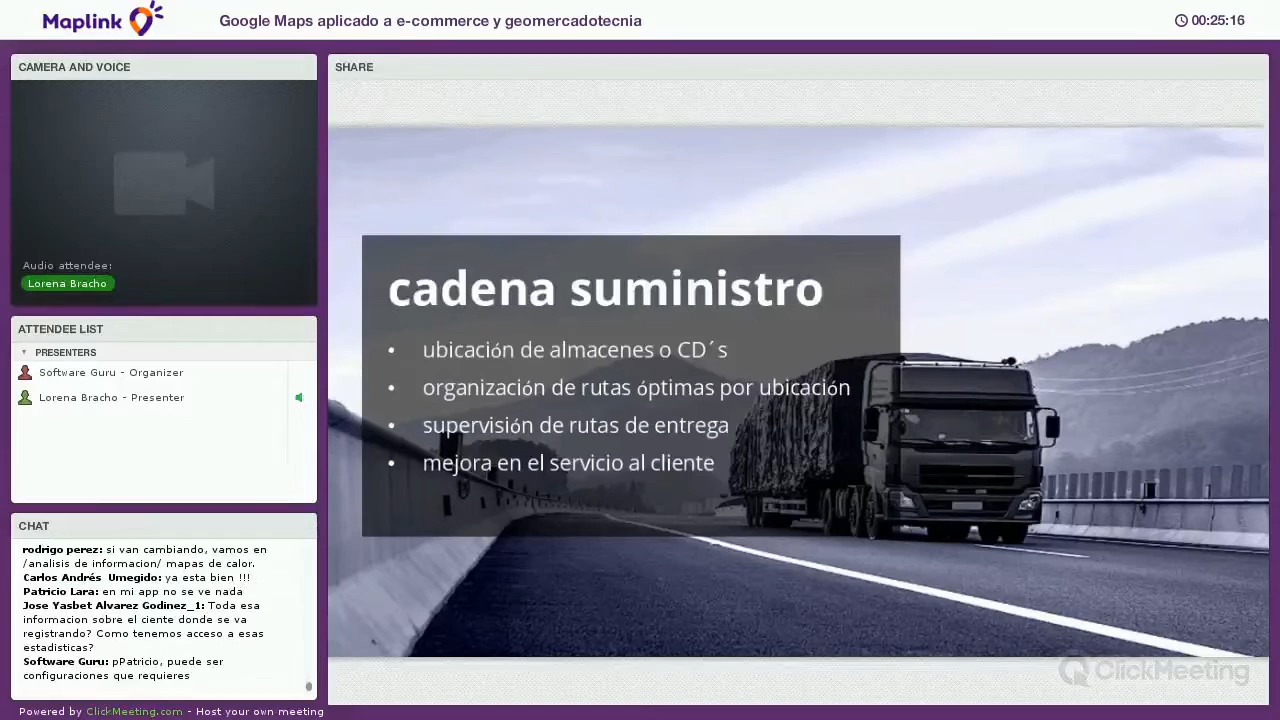 Maplink
Google Maps aplicado a e-commerce y geomercadotecnia
00:25:16
CAMERA AND VOICE
Audio attendee:
Lorena Bracho
ATTENDEE LIST
PRESENTERS
Software Guru - Organizer
Lorena Bracho - Presenter
CHAT
rodrigo perez: si van cambiando, vamos en
/analisis de informacion/ mapas de calor.
Carlos Andrés Umegido: ya esta bien !!!
Patricio Lara: en mi app no se ve nada
Jose Yasbet Alvarez Godinez_1: Toda esa
informacion sobre el ciente donde se va
registrando? Como tenemos acceso a esas
estadisticas?
Software Guru: pPatricio, puede ser
configuraciones que requieres
Powered by ClickMeeting.com - Host your own meeting
SHARE
cadena suministro
• ubicación de almacenes o CD´s
• organización de rutas óptimas por ubicación
• supervisión de rutas de entrega
• mejora en el servicio al cliente
ClickMeeting